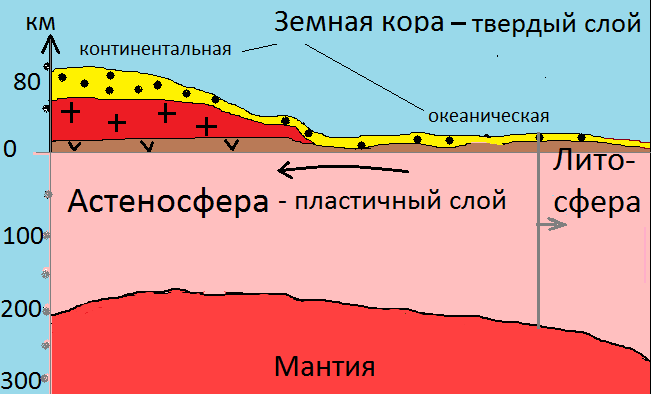 км
Земная кора – твердый слой
континентальная
океаническая
80
0
Лито-
сфера
Астеносфера - пластичный слой
100
200
Мантия
300